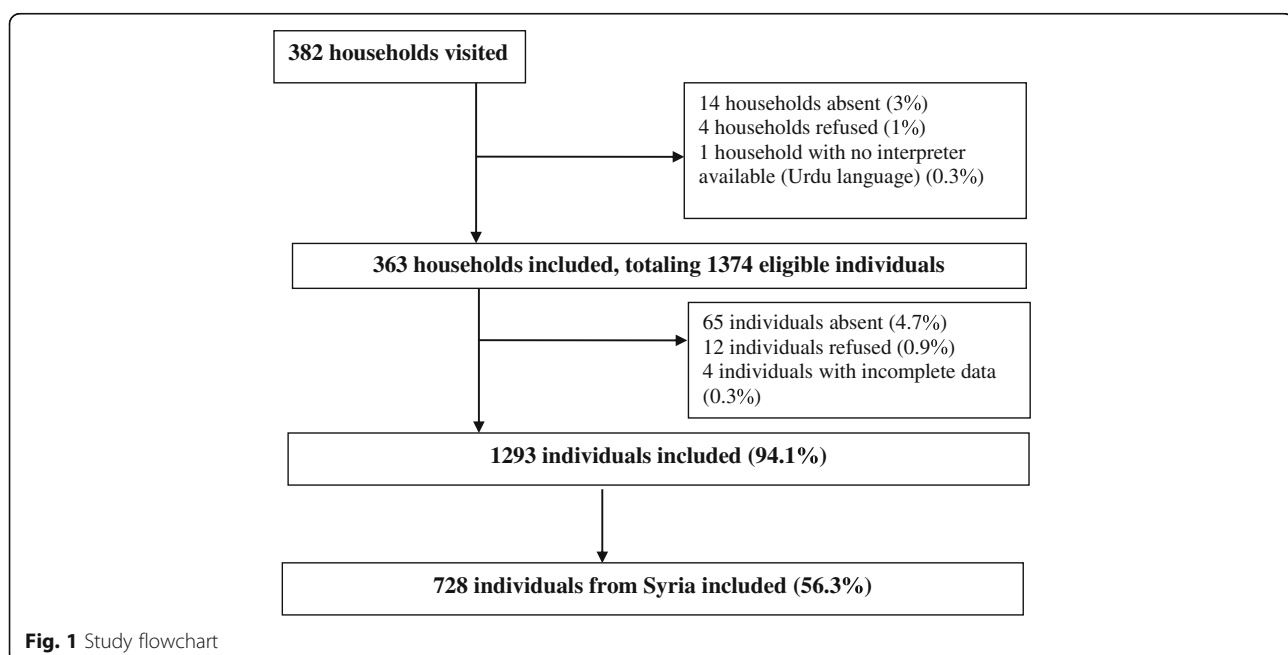 382 households visited
14 households absent (3%)
4 households refused (1%)
1 household with no interpreter
available (Urdu language) (0.3%)
363 households included, totaling 1374 eligible individuals
65 individuals absent (4.7%)
12 individuals refused (0.9%)
4 individuals with incomplete data
(0.3%)
1293 individuals included (94.1%)
728 individuals from Syria included (56.3%)
Fig. 1 Study flowchart